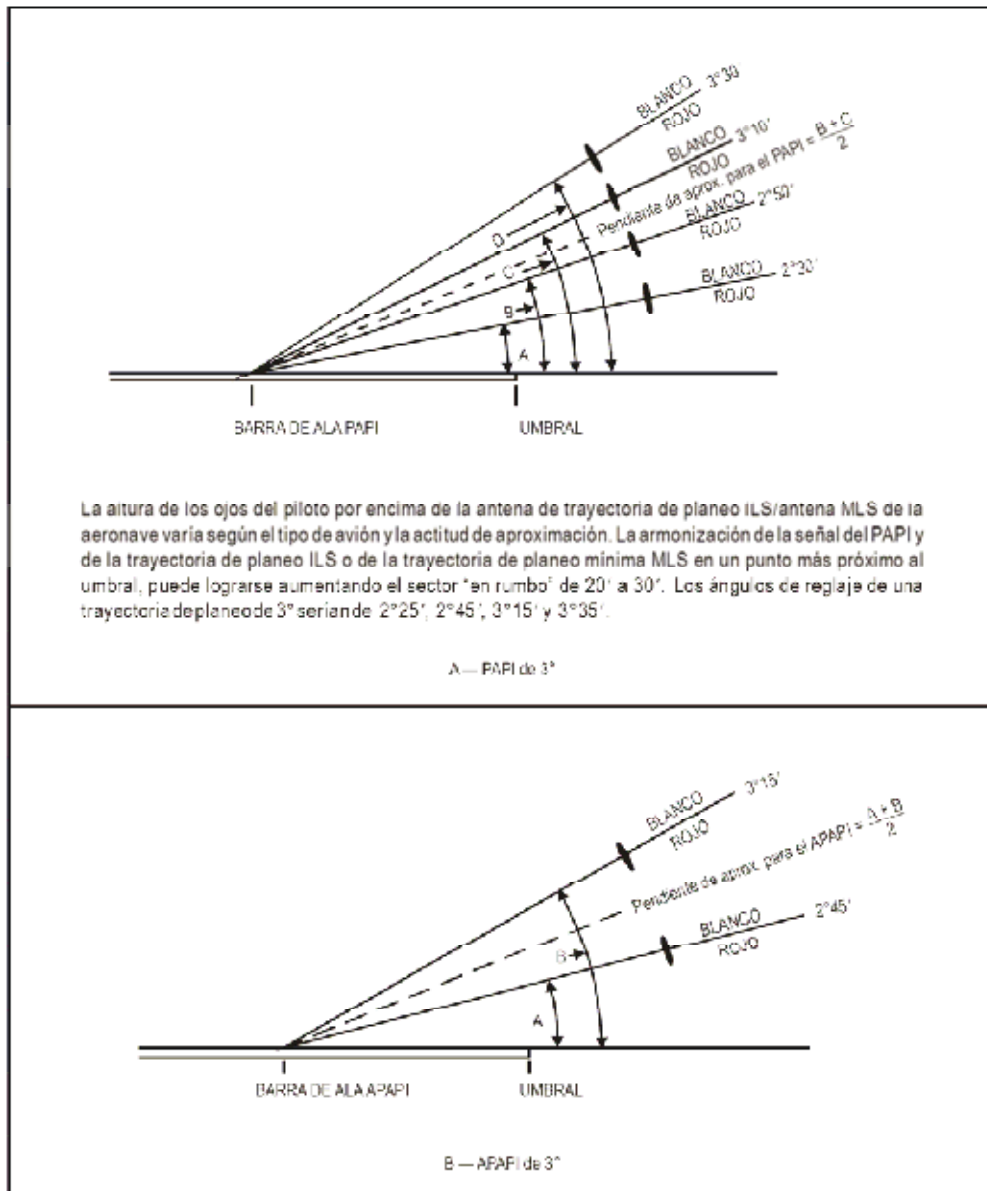 BLANCO 3°30
ROJO
BLANCO 3°10'
ROJO
Pendiente de aprox. para el PAPI = B + C
2
BLANCO 2°50'
ROJO
BLANCO 2°30'
ROJO
D
C
B
A
BARRA DE ALA PAPI
UMBRAL
La altura de los ojos del piloto por encima de la antena de trayectoria de planeo ILS/antena MLS de la
aeronave varía según el tipo de avión y la actitud de aproximación. La armonización de la señal del PAPI y
de la trayectoria de planeo ILS o de la trayectoria de planeo mínima MLS en un punto más próximo al
umbral, puede lograrse aumentando el sector "en rumbo" de 20' a 30'. Los ángulos de reglaje de una
trayectoria de planeo de 3° serian de 2°25', 2°45', 3°15' y 3°35'.
A — PAPI de 3°
BLANCO 3°15'
ROJO
Pendiente de aprox. para el APAPI = A + B
2
BLANCO 2°45'
ROJO
B
A
BARRA DE ALA APAPI
UMBRAL
B — APAPI de 3°